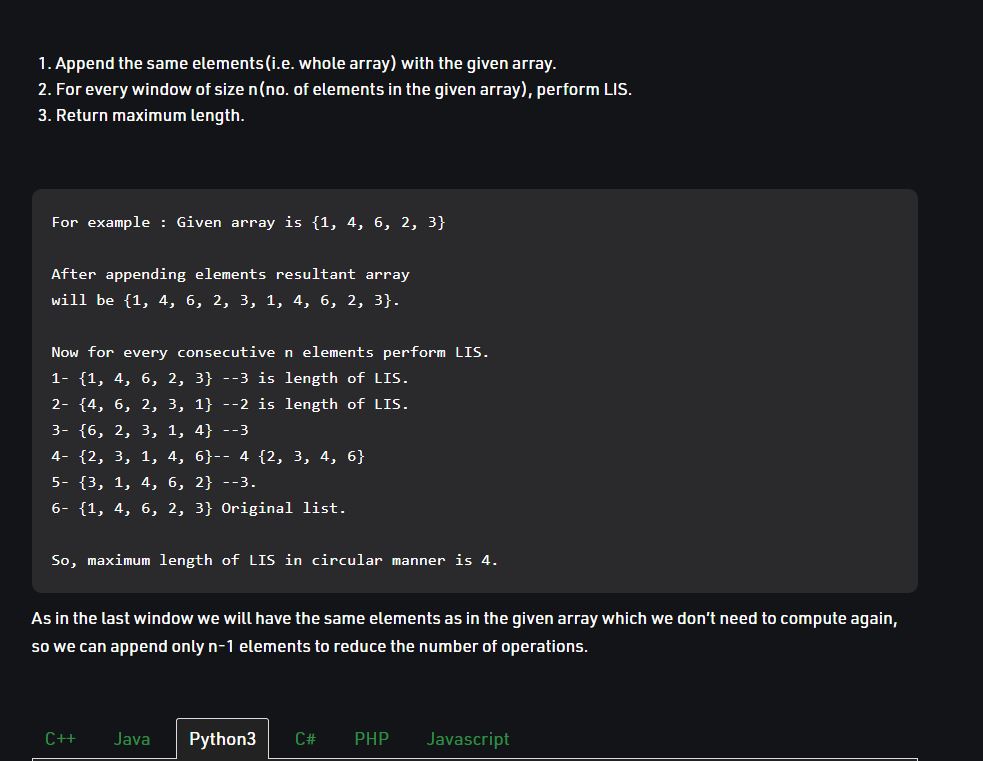 1. Append the same elements(i.e. whole array) with the given array.
2. For every window of size n(no. of elements in the given array), perform LIS.
3. Return maximum length.
For example : Given array is {1, 4, 6, 2, 3}
After appending elements resultant array
will be {1, 4, 6, 2, 3, 1, 4, 6, 2, 3}.
Now for every consecutive n elements perform LIS.
1- {1, 4, 6, 2, 3} --3 is length of LIS.
2- {4, 6, 2, 3, 1} --2 is length of LIS.
3- {6, 2, 3, 1, 4} --3
4- {2, 3, 1, 4, 6}-- 4 {2, 3, 4, 6}
5- {3, 1, 4, 6, 2} --3.
6- {1, 4, 6, 2, 3} Original list.
So, maximum length of LIS in circular manner is 4.
As in the last window we will have the same elements as in the given array which we don’t need to compute again,
so we can append only n-1 elements to reduce the number of operations.
C++ Java Python3 C# PHP Javascript